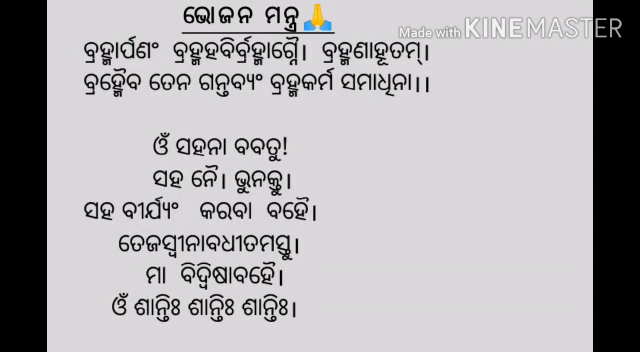 ଭୋଜନ ମନ୍ତ୍ର🙏
Made with KINEMASTER
ବ୍ରହ୍ମାର୍ପଣଂ ବ୍ରହ୍ମହବିର୍ବ୍ରହ୍ମାଗ୍ନୈ। ବ୍ରହ୍ମଣାହୂତମ୍।
ବ୍ରହ୍ମୈବ ତେନ ଗନ୍ତବ୍ୟଂ ବ୍ରହ୍ମକର୍ମ ସମାଧିନା।।
ଓଁ ସହନା ବବତୁ!
ସହ ନୈ। ଭୁନକ୍ତୁ।
ସହ ବୀର୍ଯ୍ୟଂ କରବା ବହୈ।
ତେଜସ୍ୱୀନାବଧୀତମସ୍ତୁ।
ମା ବିଦ୍ୱିଷାବହୈ।
ଓଁ ଶାନ୍ତିଃ ଶାନ୍ତିଃ ଶାନ୍ତିଃ।